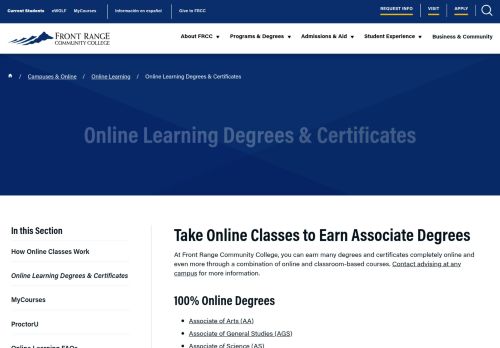 Current Students eWOLF MyCourses Información en español Give to FRCC REQUEST INFO VISIT APPLY
FRONT RANGE
COMMUNITY COLLEGE
About FRCC Programs & Degrees Admissions & Aid Student Experience Business & Community
/ Campuses & Online / Online Learning / Online Learning Degrees & Certificates
Online Learning Degrees & Certificates
In this Section
How Online Classes Work
Online Learning Degrees & Certificates
MyCourses
ProctorU
Online Learning FAQs
Take Online Classes to Earn Associate Degrees
At Front Range Community College, you can earn many degrees and certificates completely online and
even more through a combination of online and classroom-based courses. Contact advising at any
campus for more information.
100% Online Degrees
Associate of Arts (AA)
Associate of General Studies (AGS)
Associate of Science (AS)